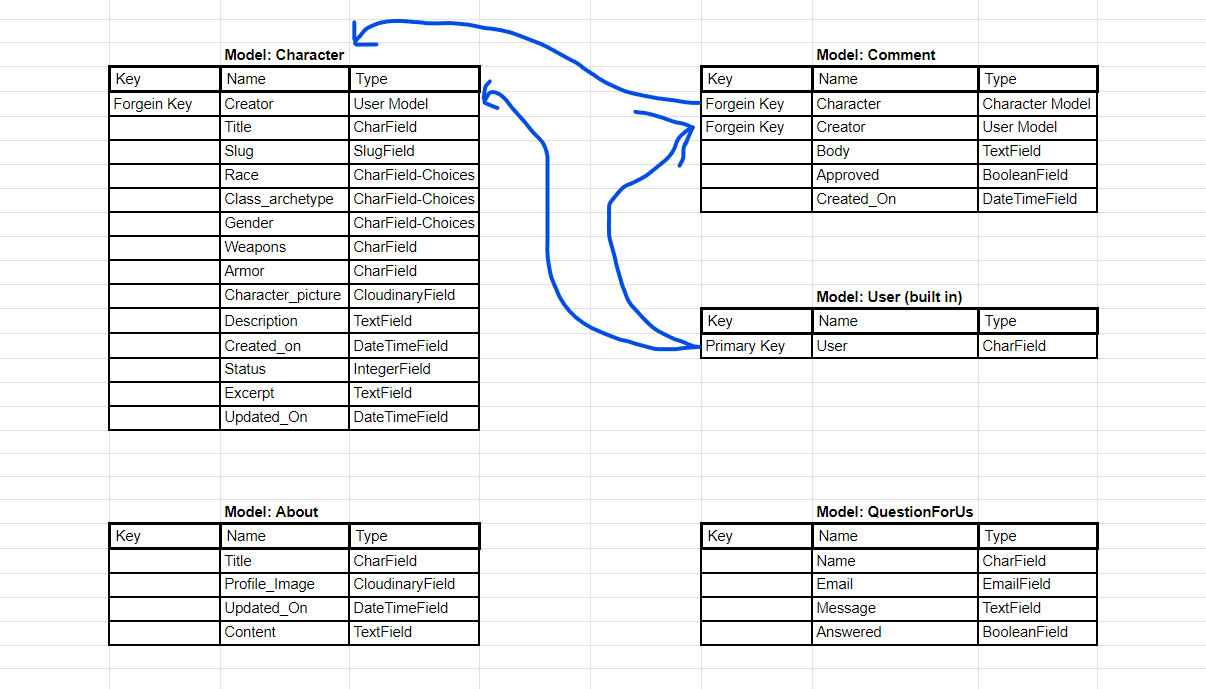 Model: Character
Key Name Type
Forgein Key Creator User Model
Title CharField
Slug SlugField
Race CharField-Choices
Class_archetype CharField-Choices
Gender CharField-Choices
Weapons CharField
Armor CharField
Character_picture CloudinaryField
Description TextField
Created_on DateTimeField
Status IntegerField
Excerpt TextField
Updated_On DateTimeField
Model: Comment
Key Name Type
Forgein Key Character Character Model
Forgein Key Creator User Model
Body TextField
Approved BooleanField
Created_On DateTimeField
Model: User (built in)
Key Name Type
Primary Key User CharField
Model: About
Key Name Type
Title CharField
Profile_Image CloudinaryField
Updated_On DateTimeField
Content TextField
Model: QuestionForUs
Key Name Type
Name CharField
Email EmailField
Message TextField
Answered BooleanField